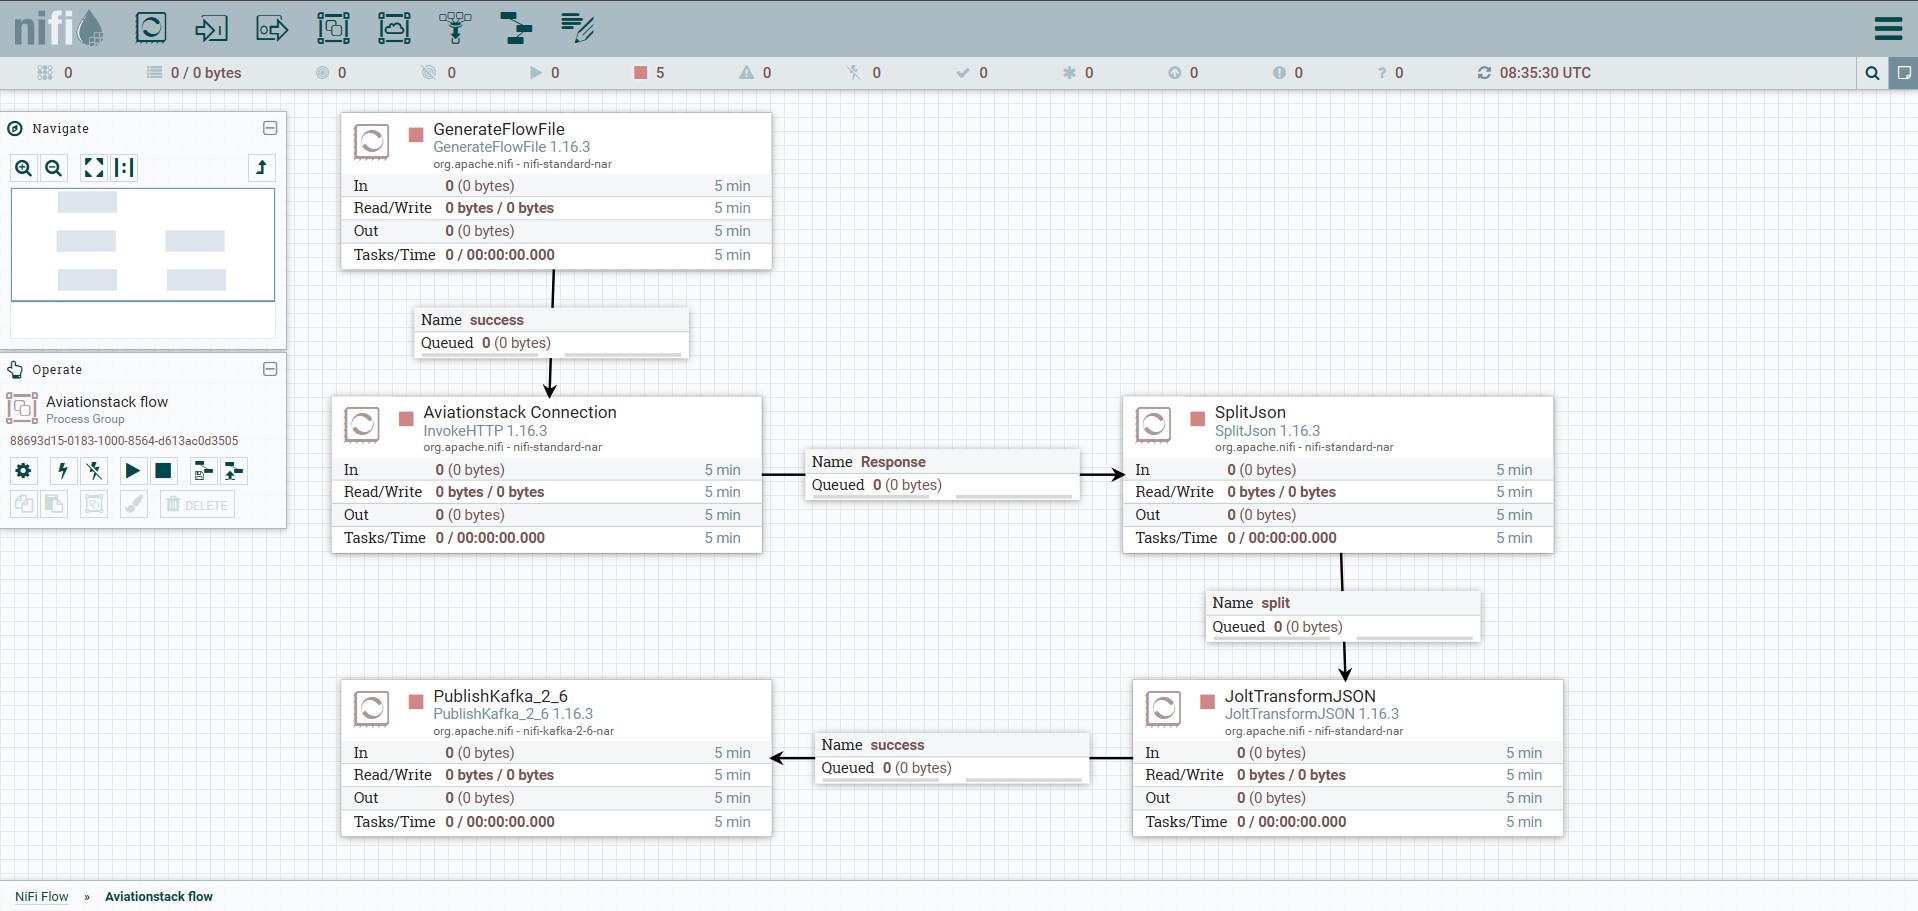 nifi
0 0 / 0 bytes 0 0 0 5 0 0 0 0 0 0 ? 0 08:35:30 UTC
Navigate
GenerateFlowFile
GenerateFlowFile 1.16.3
org.apache.nifi - nifi-standard-nar
In 0 (0 bytes) 5 min
Read/Write 0 bytes / 0 bytes 5 min
Out 0 (0 bytes) 5 min
Tasks/Time 0 / 00:00:00.000 5 min
Name success
Queued 0 (0 bytes)
Operate
Aviationstack flow
Process Group
88693d15-0183-1000-8564-d613ac0d3505
DELETE
Aviationstack Connection
InvokeHTTP 1.16.3
org.apache.nifi - nifi-standard-nar
In 0 (0 bytes) 5 min
Read/Write 0 bytes / 0 bytes 5 min
Out 0 (0 bytes) 5 min
Tasks/Time 0 / 00:00:00.000 5 min
Name Response
Queued 0 (0 bytes)
SplitJson
SplitJson 1.16.3
org.apache.nifi - nifi-standard-nar
In 0 (0 bytes) 5 min
Read/Write 0 bytes / 0 bytes 5 min
Out 0 (0 bytes) 5 min
Tasks/Time 0 / 00:00:00.000 5 min
Name split
Queued 0 (0 bytes)
JoltTransformJSON
JoltTransformJSON 1.16.3
org.apache.nifi - nifi-standard-nar
In 0 (0 bytes) 5 min
Read/Write 0 bytes / 0 bytes 5 min
Out 0 (0 bytes) 5 min
Tasks/Time 0 / 00:00:00.000 5 min
Name success
Queued 0 (0 bytes)
PublishKafka_2_6
PublishKafka_2_6 1.16.3
org.apache.nifi - nifi-kafka-2-6-nar
In 0 (0 bytes) 5 min
Read/Write 0 bytes / 0 bytes 5 min
Out 0 (0 bytes) 5 min
Tasks/Time 0 / 00:00:00.000 5 min
NiFi Flow » Aviationstack flow